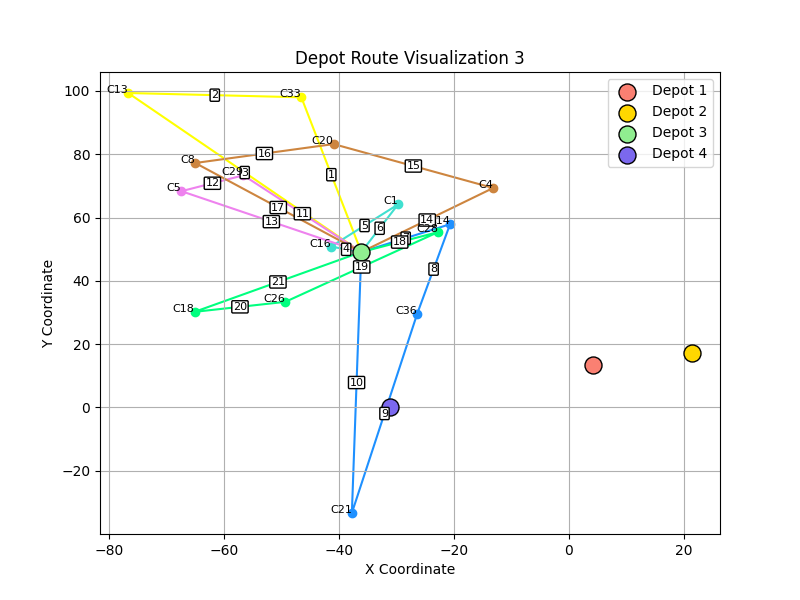 Depot Route Visualization 3
Depot 1
Depot 2
Depot 3
Depot 4
C13
2
C33
C20
16
15
C8
1
C29
3
12
C5
C4
17
11
13
C1
5
6
14
C14
C28
18
C16
4
19
8
21
C26
20
C18
C36
10
9
C21
100
80
60
40
20
0
−20
−80
−60
−40
−20
0
20
X Coordinate
Y Coordinate